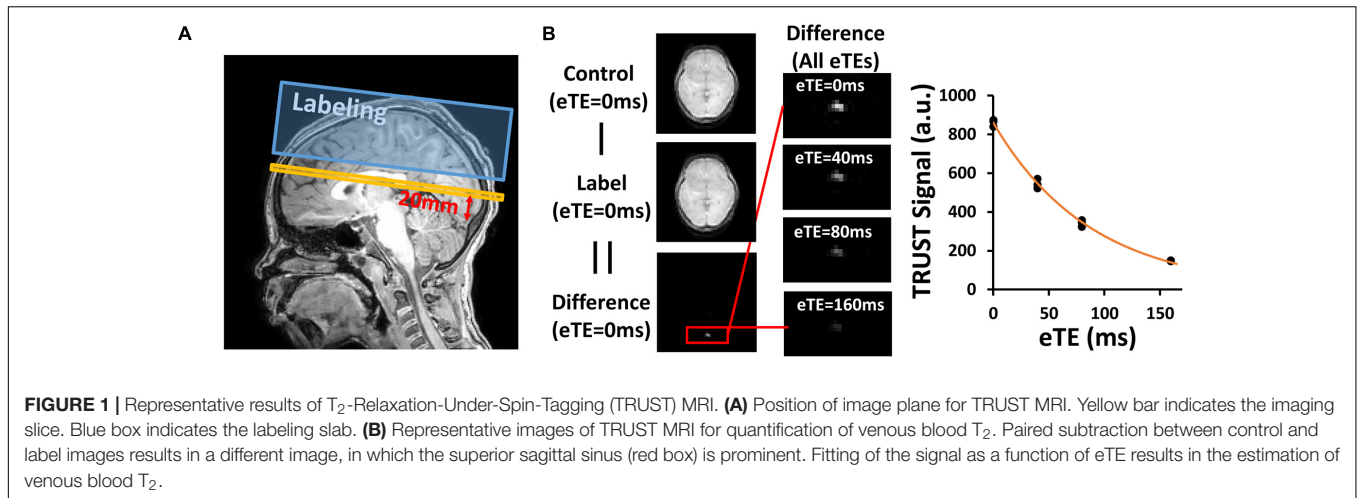 A
Labeling
20mm
B
Control
(eTE=0ms)
Label
(eTE=0ms)
Difference
(eTE=0ms)
Difference
(All eTEs)
eTE=0ms
eTE=40ms
eTE=80ms
eTE=160ms
TRUST Signal (a.u.)
1000
800
600
400
200
0
0 50 100 150
eTE (ms)
FIGURE 1 | Representative results of T2-Relaxation-Under-Spin-Tagging (TRUST) MRI. (A) Position of image plane for TRUST MRI. Yellow bar indicates the imaging
slice. Blue box indicates the labeling slab. (B) Representative images of TRUST MRI for quantification of venous blood T2. Paired subtraction between control and
label images results in a different image, in which the superior sagittal sinus (red box) is prominent. Fitting of the signal as a function of eTE results in the estimation of
venous blood T2.